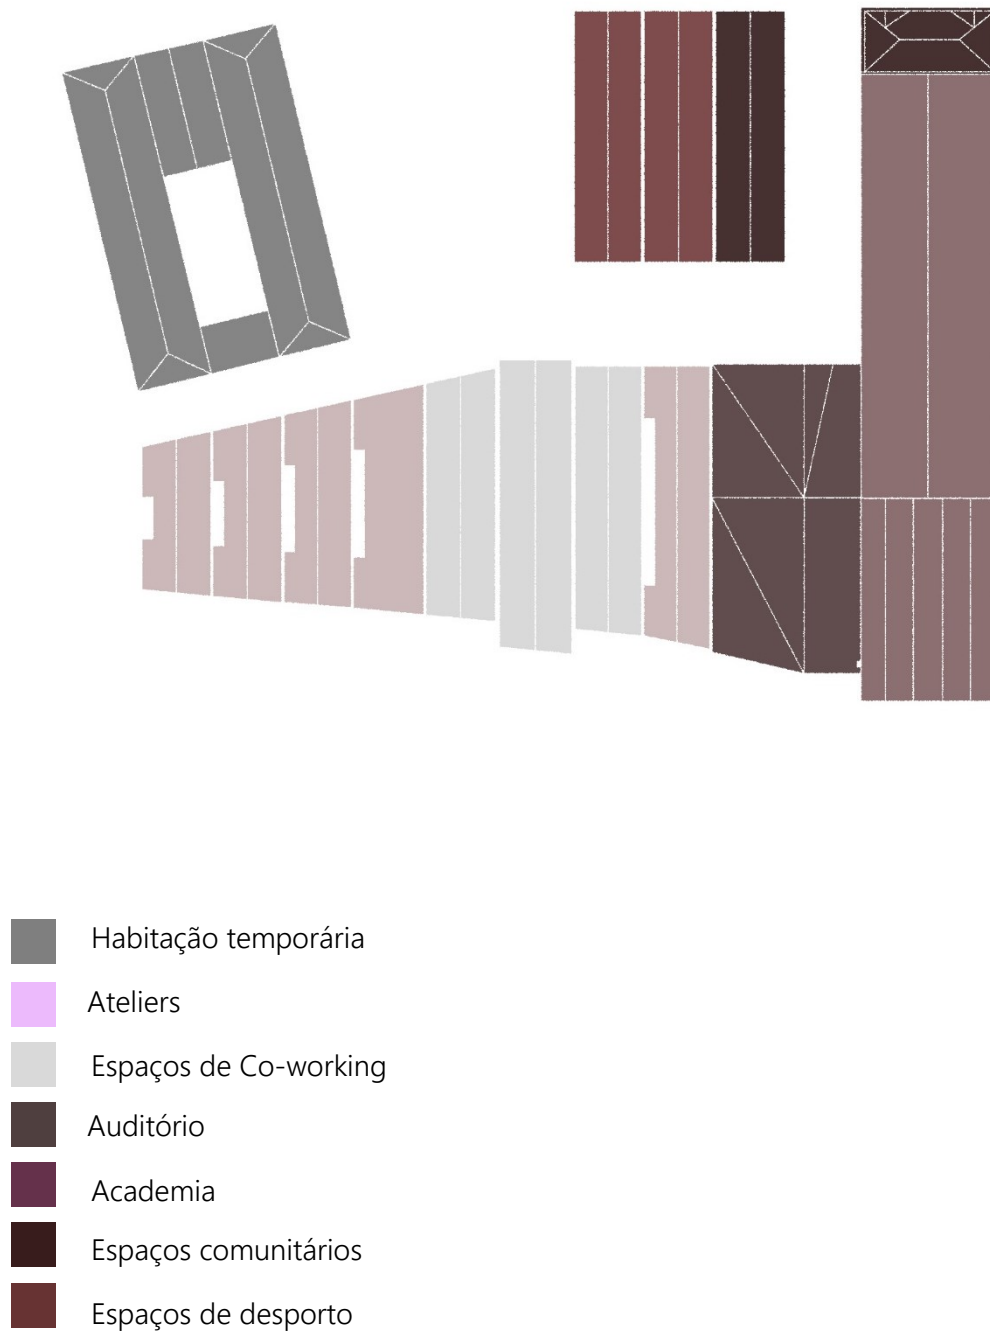 Habitação temporária
Ateliers
Espaços de Co-working
Auditório
Academia
Espaços comunitários
Espaços de desporto